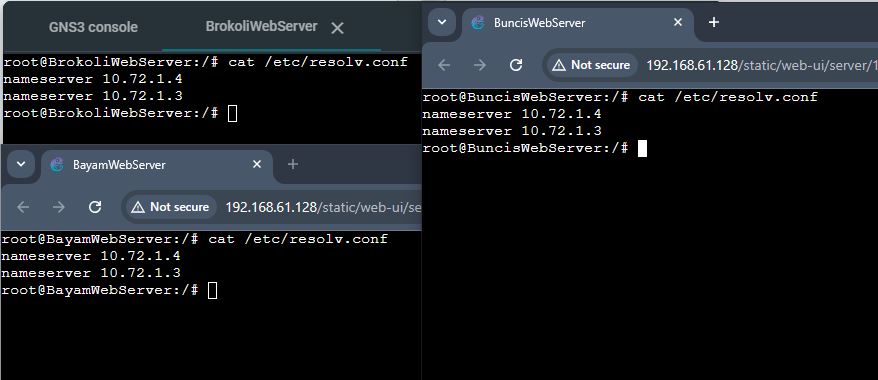 GNS3 console
BrokoliWebServer
root@BrokoliWebServer:/# cat /etc/resolv.conf
nameserver 10.72.1.4
nameserver 10.72.1.3
root@BrokoliWebServer:/#
BayamWebServer
Not secure
192.168.61.128/static/web-ui/se
root@BayamWebServer:/# cat /etc/resolv.conf
nameserver 10.72.1.4
nameserver 10.72.1.3
root@BayamWebServer:/#
BuncisWebServer
Not secure
192.168.61.128/static/web-ui/server/1
root@BuncisWebServer:/# cat /etc/resolv.conf
nameserver 10.72.1.4
nameserver 10.72.1.3
root@BuncisWebServer:/#